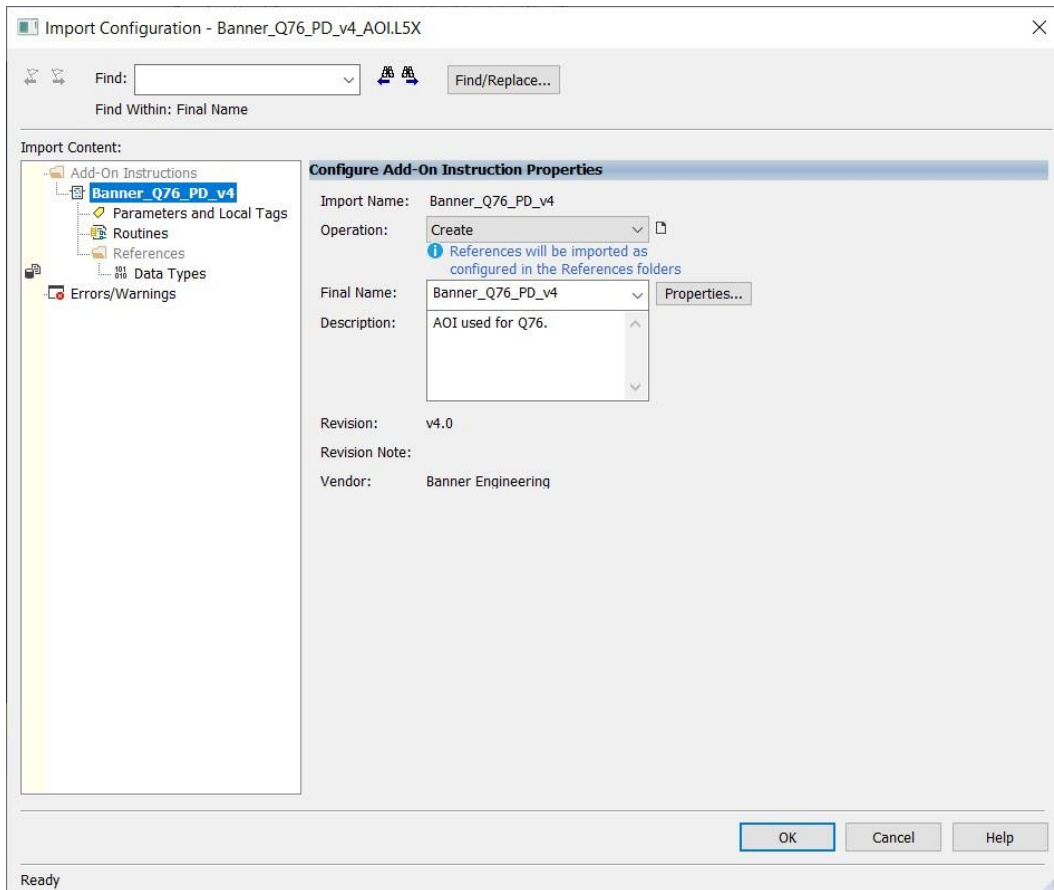 Import Configuration - Banner_Q76_PD_v4_AOI.L5X
Find:
Find/Replace...
Find Within: Final Name
Import Content:
Add-On Instructions
Banner_Q76_PD_v4
Parameters and Local Tags
Routines
References
Data Types
Errors/Warnings
Configure Add-On Instruction Properties
Import Name: Banner_Q76_PD_v4
Operation: Create
References will be imported as
configured in the References folders
Final Name: Banner_Q76_PD_v4 Properties...
Description: AOI used for Q76.
Revision: v4.0
Revision Note:
Vendor: Banner Engineering
OK Cancel Help
Ready